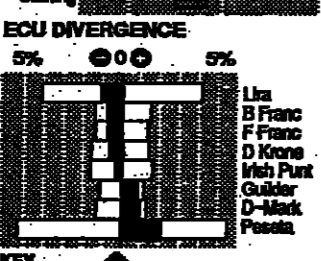 ECU DIVERGENCE
5% ⊖ 0 ⊕ 5%
Lira
B Franc
F Franc
D Krone
Irish Punt
Guilder
D-Mark
Peseta
KEY